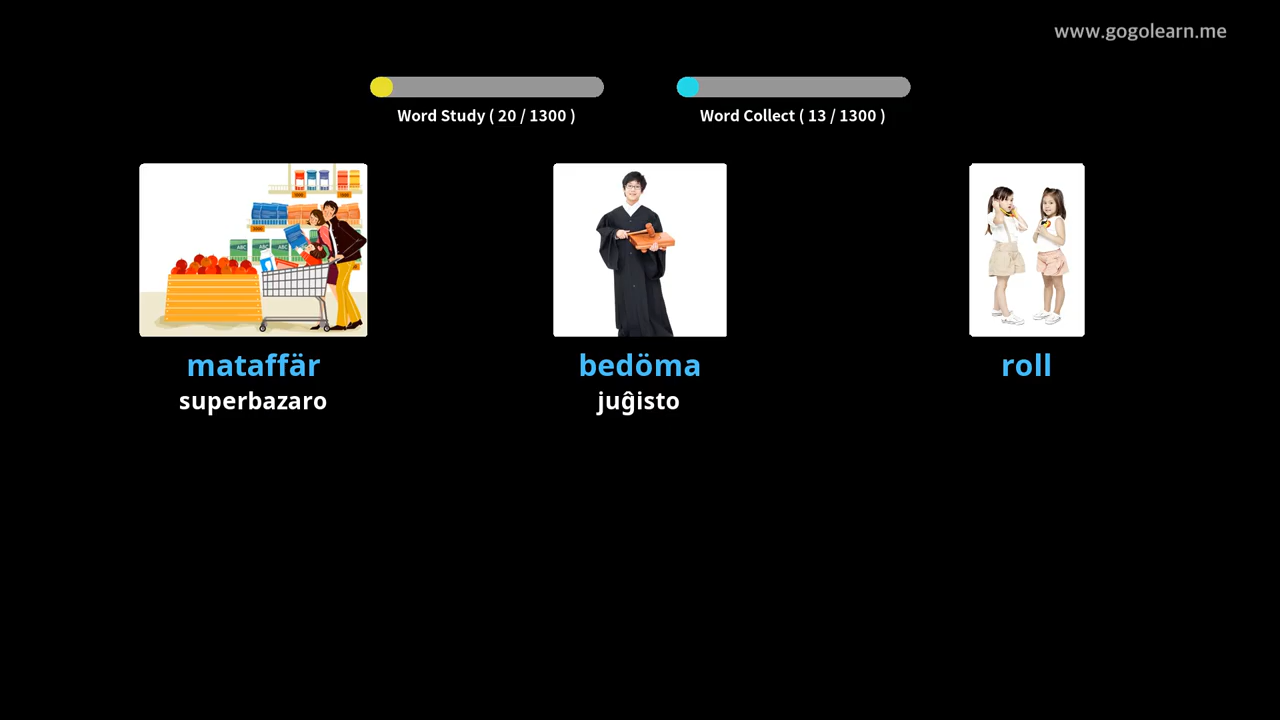 www.gogolearn.me
Word Study ( 20 / 1300 )
Word Collect ( 13 / 1300 )
mataffär
bedöma
roll
superbazaro
juĝisto